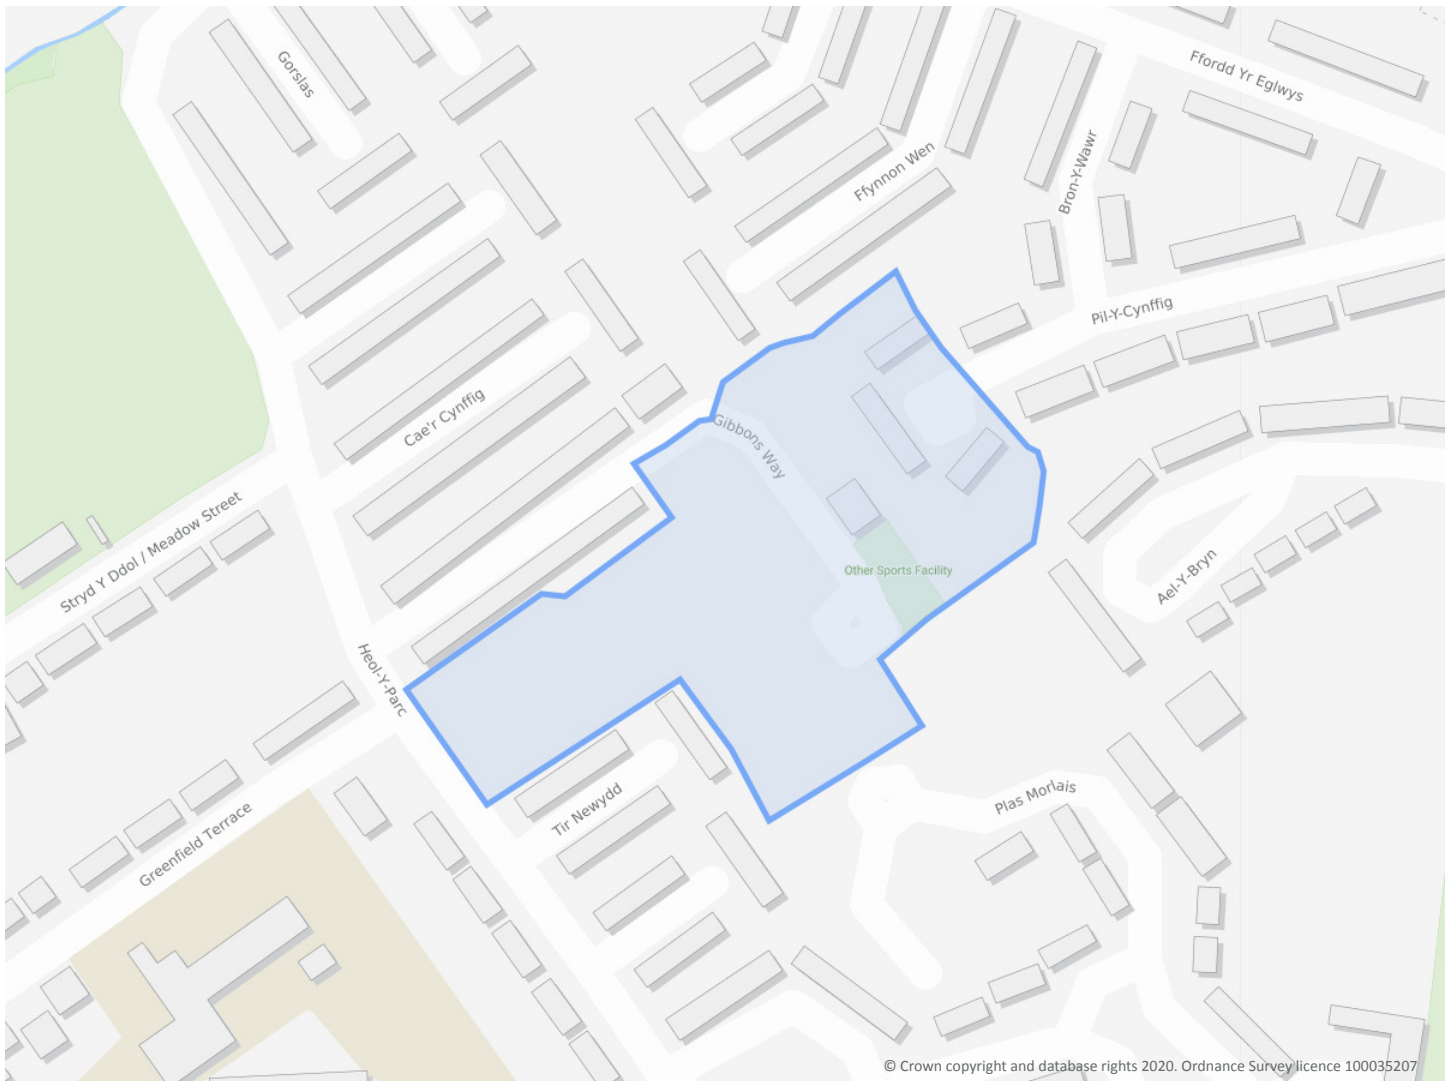 Gorslas
Ffordd Yr Eglwys
Ffynnon Wen
Bron-Y-Wawr
Pil-Y-Cynffig
Cae'r Cynffig
Gibbons Way
Stryd Y Ddol / Meadow Street
Other Sports Facility
Ael-Y-Bryn
Heol-Y-Parc
Tir Newydd
Plas Morlais
Greenfield Terrace
© Crown copyright and database rights 2020. Ordnance Survey licence 100035207